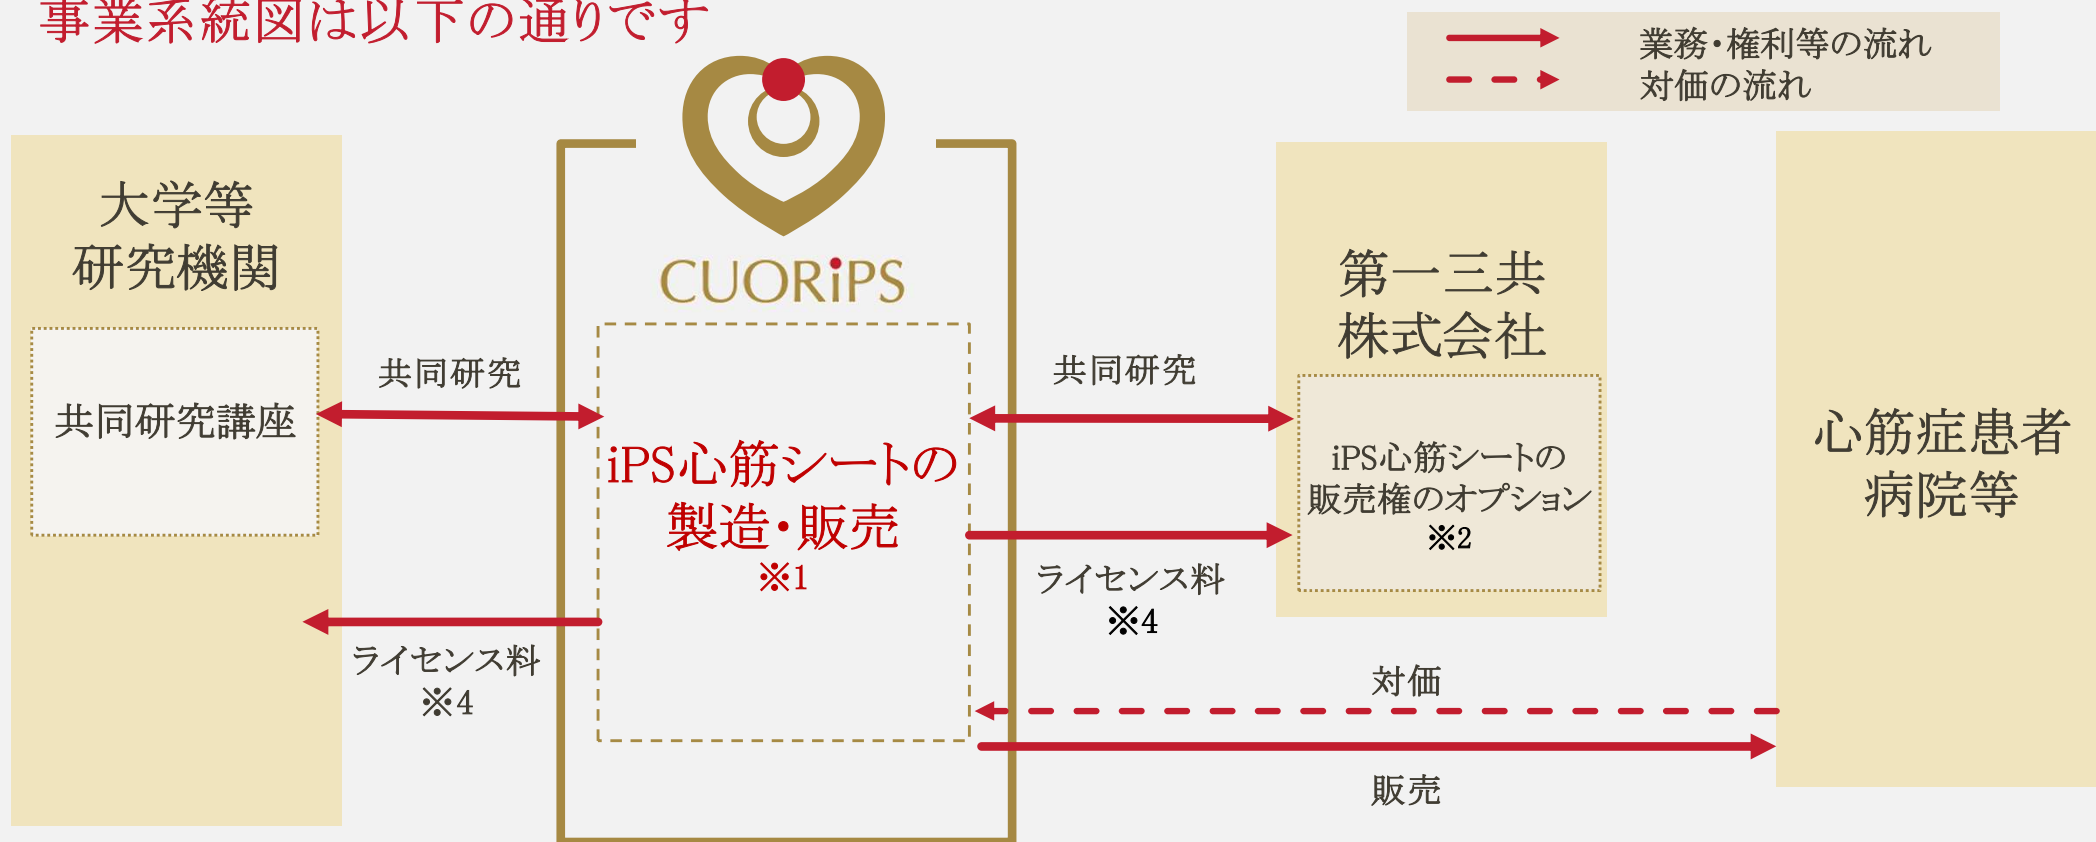 事業系統図は以下の通りです
業務・権利等の流れ
対価の流れ
大学等
研究機関
共同研究講座
共同研究
ライセンス料
※4
CUORiPS
iPS心筋シートの
製造・販売
※1
共同研究
ライセンス料
※4
第一三共
株式会社
iPS心筋シートの
販売権のオプション
※2
対価
販売
心筋症患者
病院等